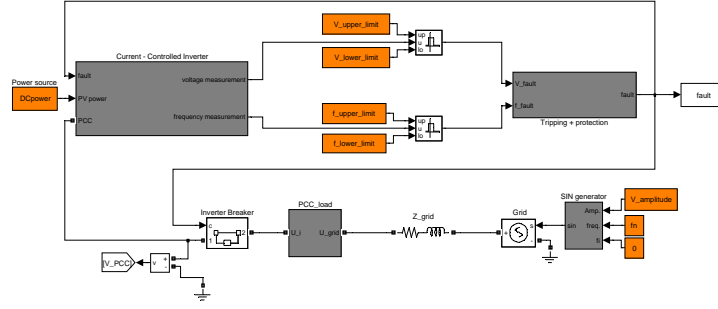 V_upper_limit
V_lower_limit
up
u
lo
Current - Controlled Inverter
fault
PV power
PCC
voltage measurement
frequency measurement
Power source
DCpower
f_upper_limit
f_lower_limit
up
u
lo
V_fault
f_fault
fault
Tripping + protection
fault
Inverter Breaker
c
1
2
PCC_load
U_i
U_grid
Z_grid
Grid
+
s
-
SIN generator
Amp.
sin
freq.
fi
V_amplitude
fn
0
[V_PCC]
v
+
-